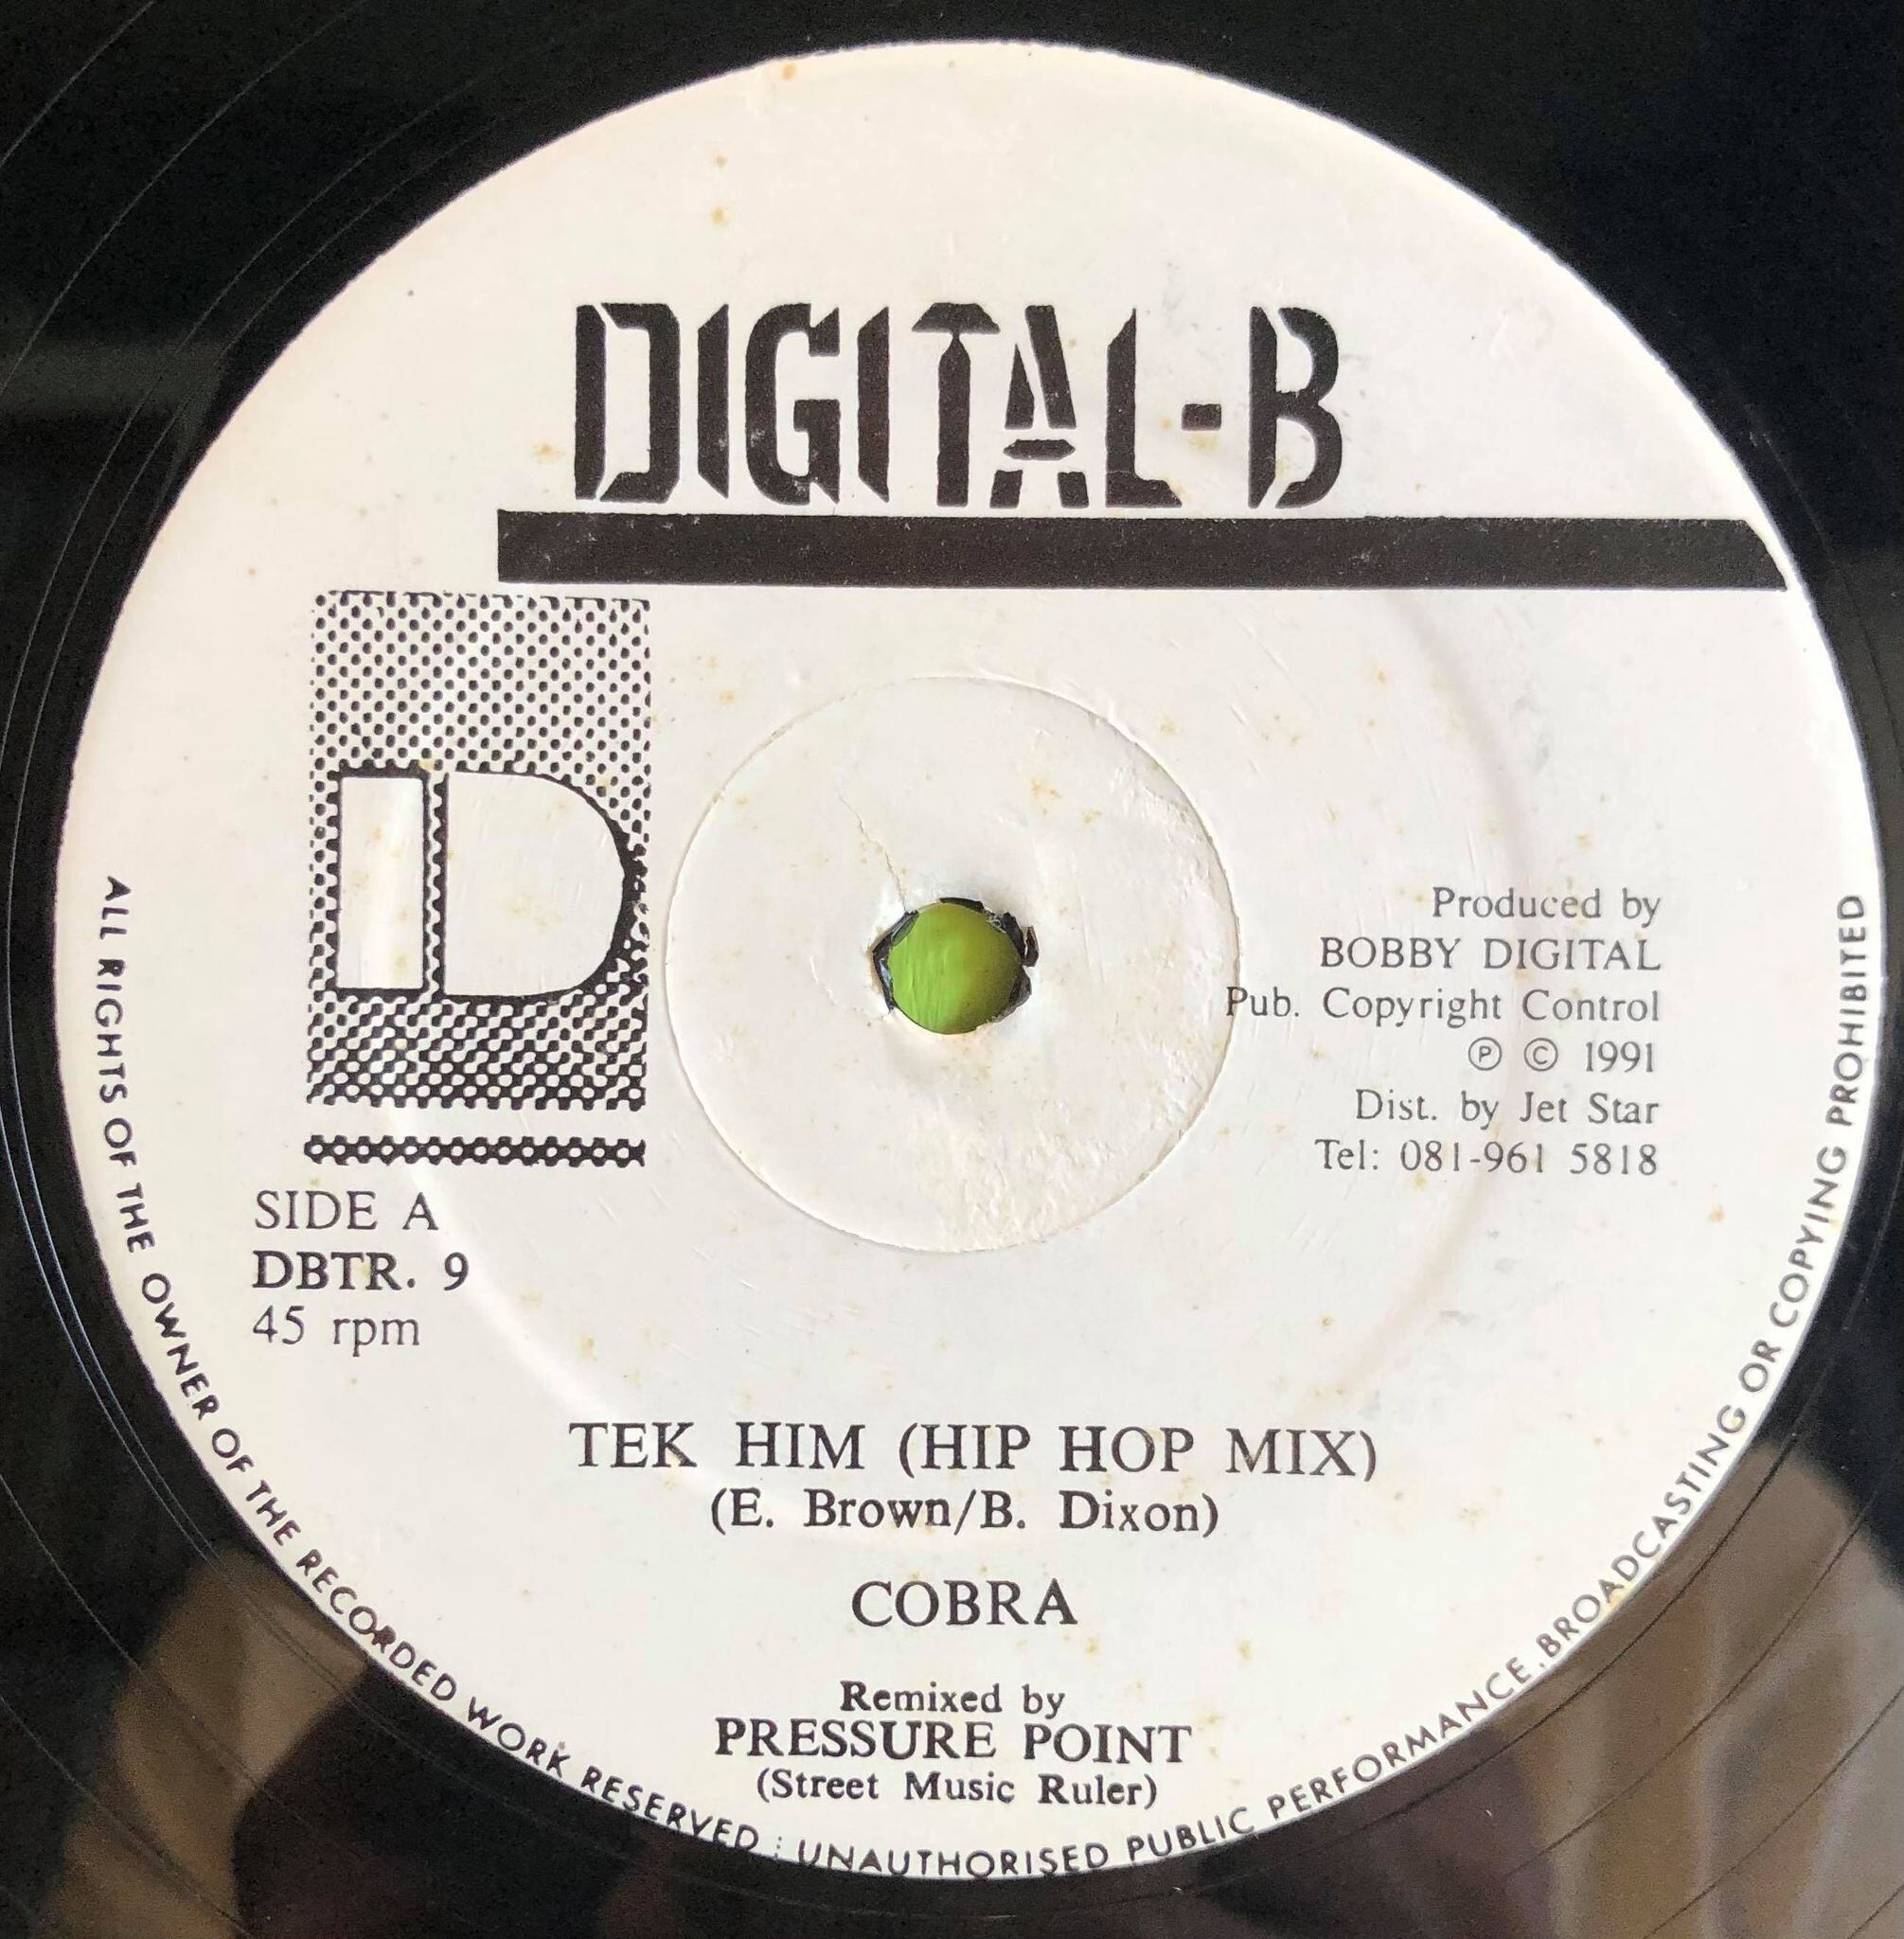 DIGITAL-B
D
Produced by
BOBBY DIGITAL
Pub. Copyright Control
Ⓟ © 1991
Dist. by Jet Star
Tel: 081-961 5818
SIDE A
DBTR. 9
45 rpm
TEK HIM (HIP HOP MIX)
(E. Brown/B. Dixon)
COBRA
Remixed by
PRESSURE POINT
(Street Music Ruler)
ALL RIGHTS OF THE OWNER OF THE RECORDED WORK RESERVED : UNAUTHORISED PUBLIC PERFORMANCE, BROADCASTING OR COPYING PROHIBITED